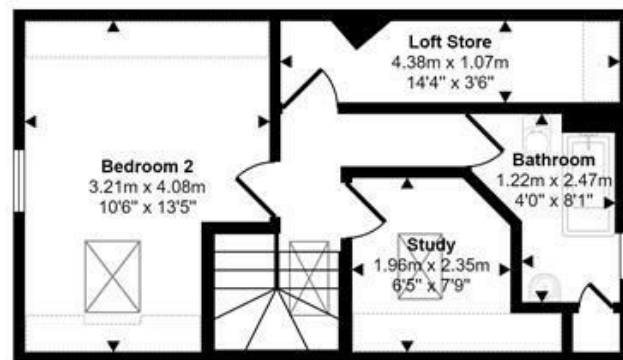 Loft Store
4.38m x 1.07m
14'4" x 3'6"
Bedroom 2
3.21m x 4.08m
10'6" x 13'5"
Bathroom
1.22m x 2.47m
4'0" x 8'1"
Study
1.96m x 2.35m
6'5" x 7'9"